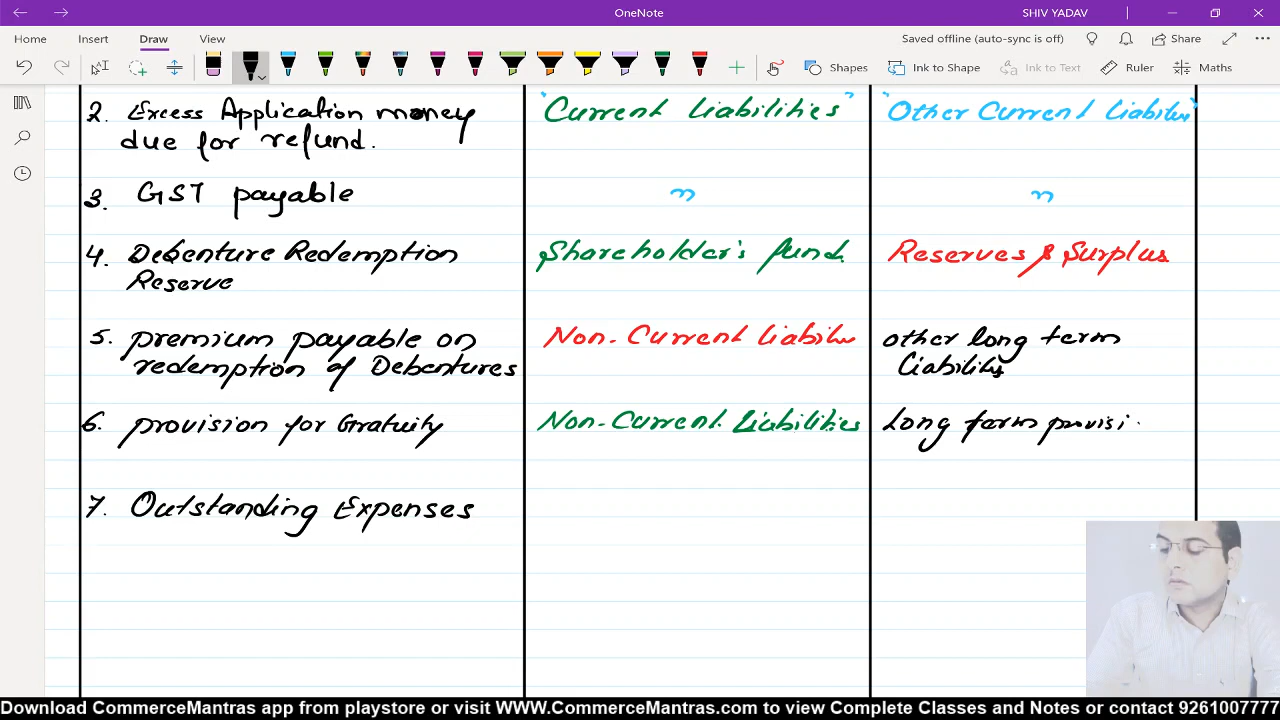 OneNote
SHIV YADAV
Home Insert Draw View
Saved offline (auto-sync is off)
Share
Shapes
Ink to Shape
Ink to Text
Ruler
Maths
2. Excess Application money
due for refund.
"Current Liabilities"
"Other Current Liabilities"
3. GST payable
"
"
4. Debenture Redemption
Reserve
Shareholder's fund.
Reserves & Surplus
5. premium payable on
redemption of Debentures
Non-Current Liabilities
other long term
Liabilities
6. provision for Gratuity
Non-Current Liabilities
Long term provisi
7. Outstanding Expenses
Download CommerceMantras app from playstore or visit WWW.CommerceMantras.com to view Complete Classes and Notes or contact 9261007777